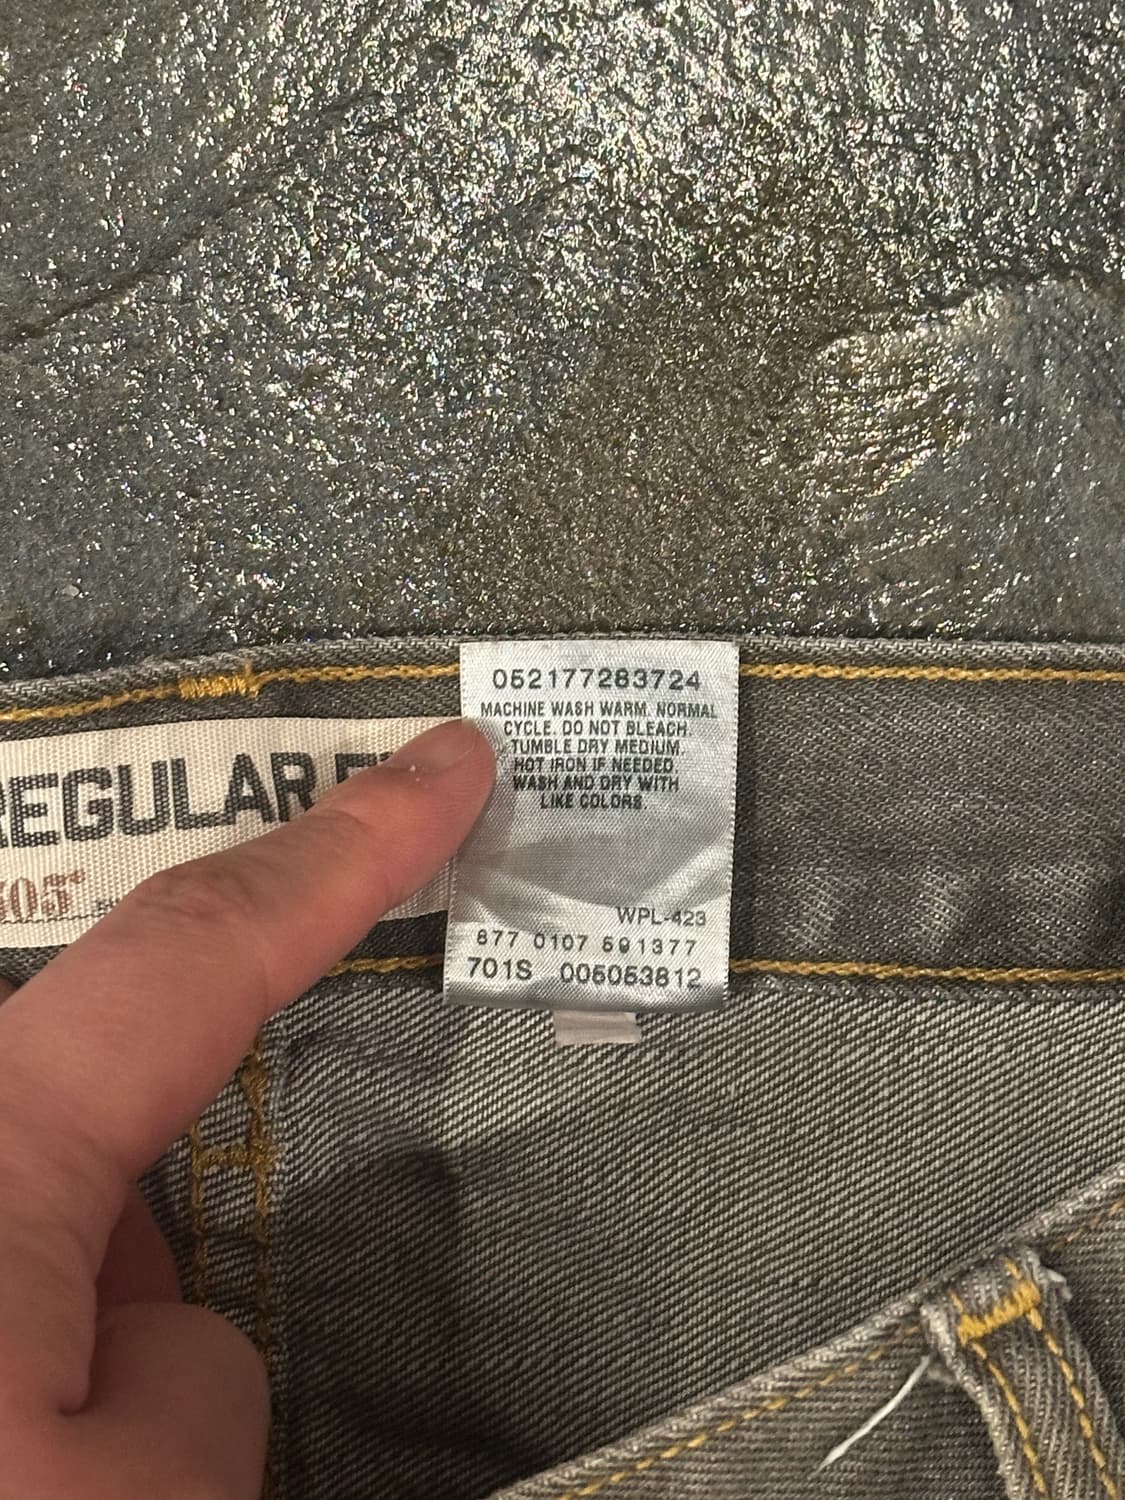 052177283724
MACHINE WASH WARM. NORMAL
CYCLE. DO NOT BLEACH.
TUMBLE DRY MEDIUM.
HOT IRON IF NEEDED.
WASH AND DRY WITH
LIKE COLORS.
REGULAR
505
WPL-423
877 0107 591377
701S 005053812